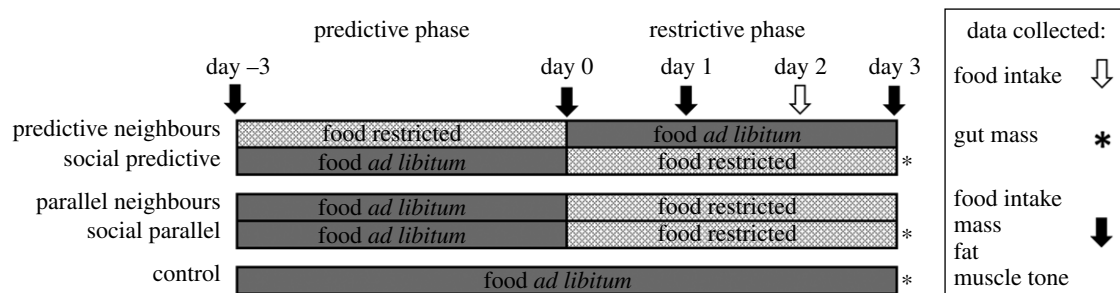 predictive phase restrictive phase
day –3 day 0 day 1 day 2 day 3
predictive neighbours food restricted food ad libitum
social predictive food ad libitum food restricted *
parallel neighbours food ad libitum food restricted
social parallel food ad libitum food restricted *
control food ad libitum *
data collected:
food intake
gut mass *
food intake
mass
fat
muscle tone